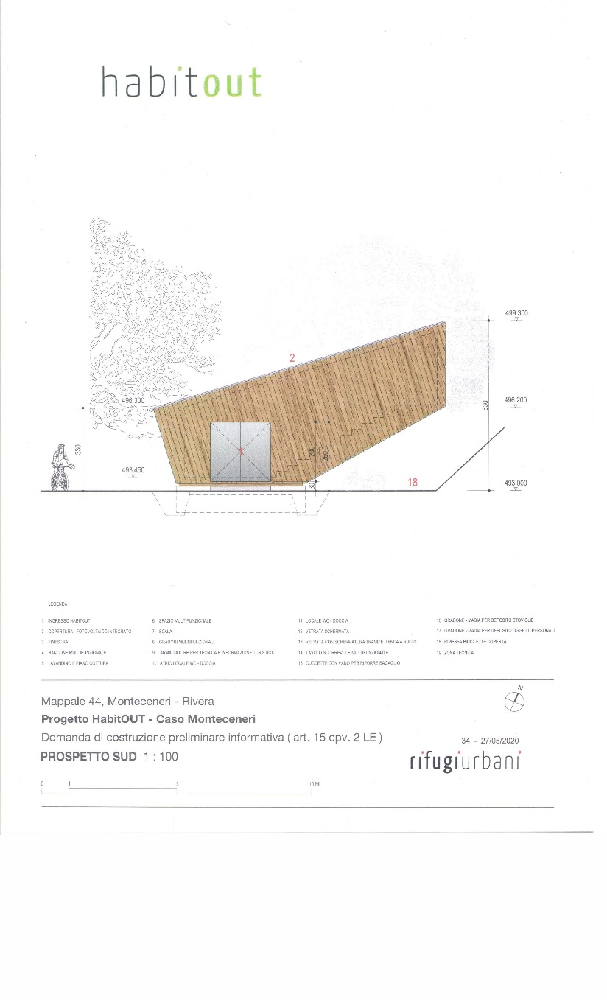 habitout
499.300
2
496.300
496.200
630
330
230
260
493.450
30
18
493.000
LEGENDA
1 INGRESSO HABITOUT
2 COPERTURA - FOTOVOLTAICO INTEGRATO
3 FINESTRA
4 BANCONE MULTIFUNZIONALE
5 LAVANDINO E PIANO COTTURA
6 SPAZIO MULTIFUNZIONALE
7 SCALA
8 GRADONI MULTIFUNZIONALI
9 ARMADIATURE PER TECNICA E INFORMAZIONE TURISTICA
10 ATRIO LOCALE WC - DOCCIA
11 LOCALE WC - DOCCIA
12 VETRATA SCHERMATA
13 VETRATA CON SCHERMATURA TRAMITE TENDA A RULLO
14 TAVOLO SCORREVOLE MULTIFUNZIONALE
15 CUCCETTE CON VANO PER RIPORRE BAGAGLIO
16 GRADONE - MADIA PER DEPOSITO STOVIGLIE
17 GRADONE - MADIA PER DEPOSITO OGGETTI PERSONALI
18 RIMESSA BICICLETTE COPERTA
19 ZONA TECNICA
N
Mappale 44, Monteceneri - Rivera
Progetto HabitOUT - Caso Monteceneri
Domanda di costruzione preliminare informativa ( art. 15 cpv. 2 LE )
PROSPETTO SUD 1 : 100
34 - 27/05/2020
rifugiurbani
0 1 5 10 ML